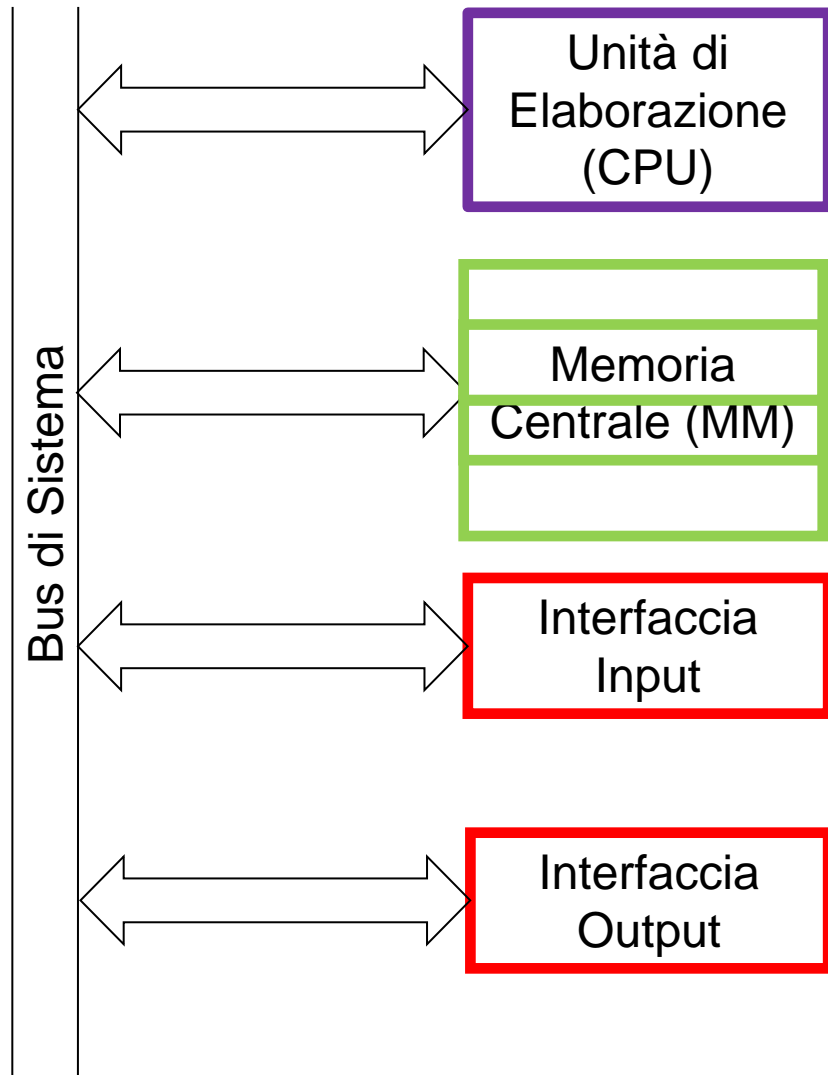 Unità di
Elaborazione
(CPU)
Memoria
Centrale (MM)
Bus di Sistema
Interfaccia
Input
Interfaccia
Output